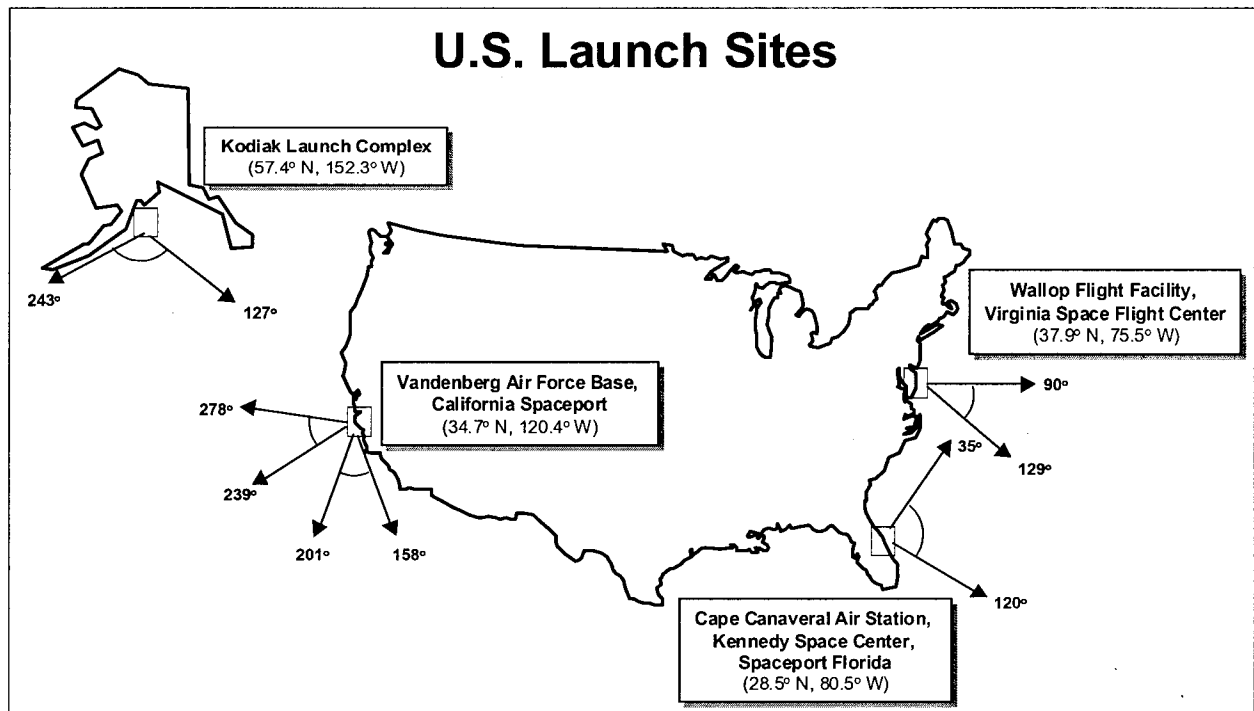 U.S. Launch Sites
Kodiak Launch Complex
(57.4° N, 152.3° W)
243°
127°
Wallop Flight Facility,
Virginia Space Flight Center
(37.9° N, 75.5° W)
Vandenberg Air Force Base,
California Spaceport
(34.7° N, 120.4° W)
278°
239°
201°
158°
90°
129°
35°
120°
Cape Canaveral Air Station,
Kennedy Space Center,
Spaceport Florida
(28.5° N, 80.5° W)